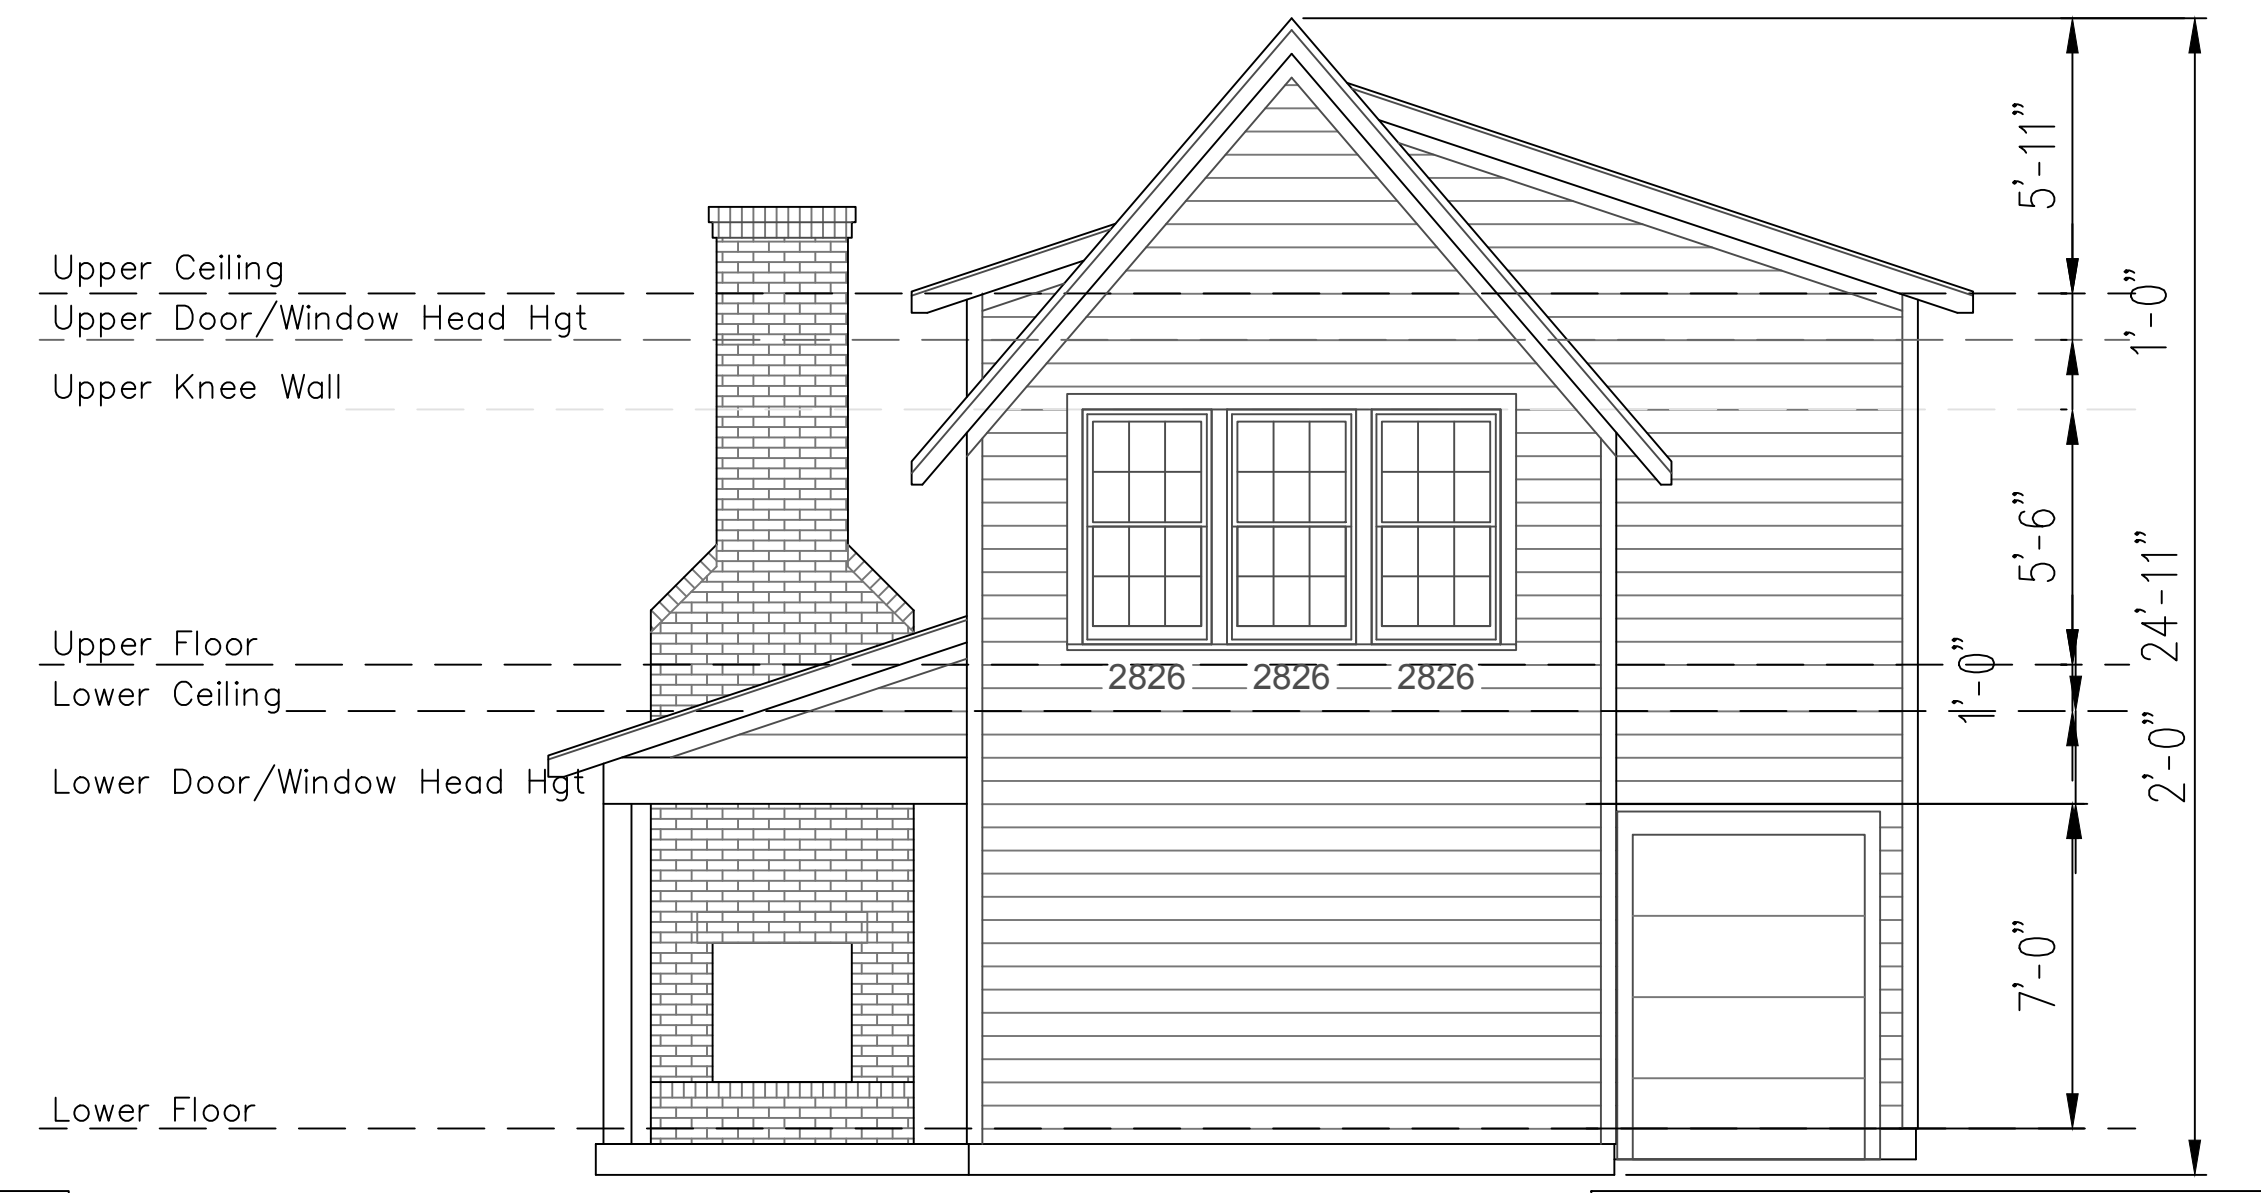 5'-11"
Upper Ceiling
1'-0"
Upper Door/Window Head Hgt
Upper Knee Wall
5'-6"
24'-11"
Upper Floor
1'-0"
2826 2826 2826
Lower Ceiling
2'-0"
Lower Door/Window Head Hgt
7'-0"
Lower Floor